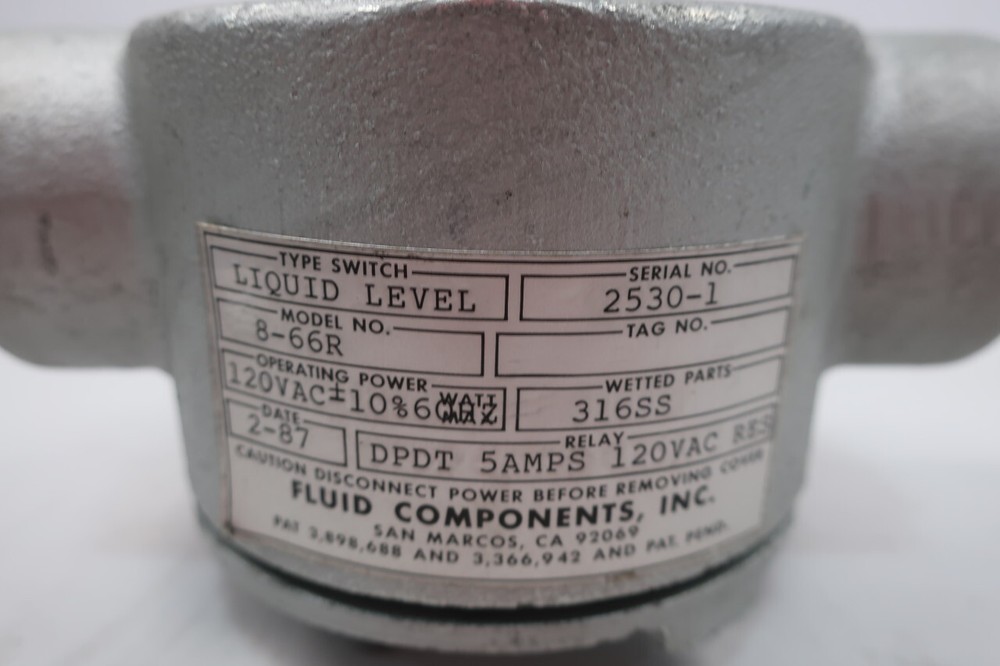 TYPE SWITCH
LIQUID LEVEL
SERIAL NO.
2530-1
MODEL NO.
8-66R
TAG NO.
OPERATING POWER
120VAC±10%60HZ
WATT
MAX
WETTED PARTS
316SS
DATE
2-87
RELAY
DPDT 5AMPS 120VAC RES
CAUTION DISCONNECT POWER BEFORE REMOVING COVER
FLUID COMPONENTS, INC.
SAN MARCOS, CA 92069
PAT 3,898,688 AND 3,366,942 AND PAT. PEND.